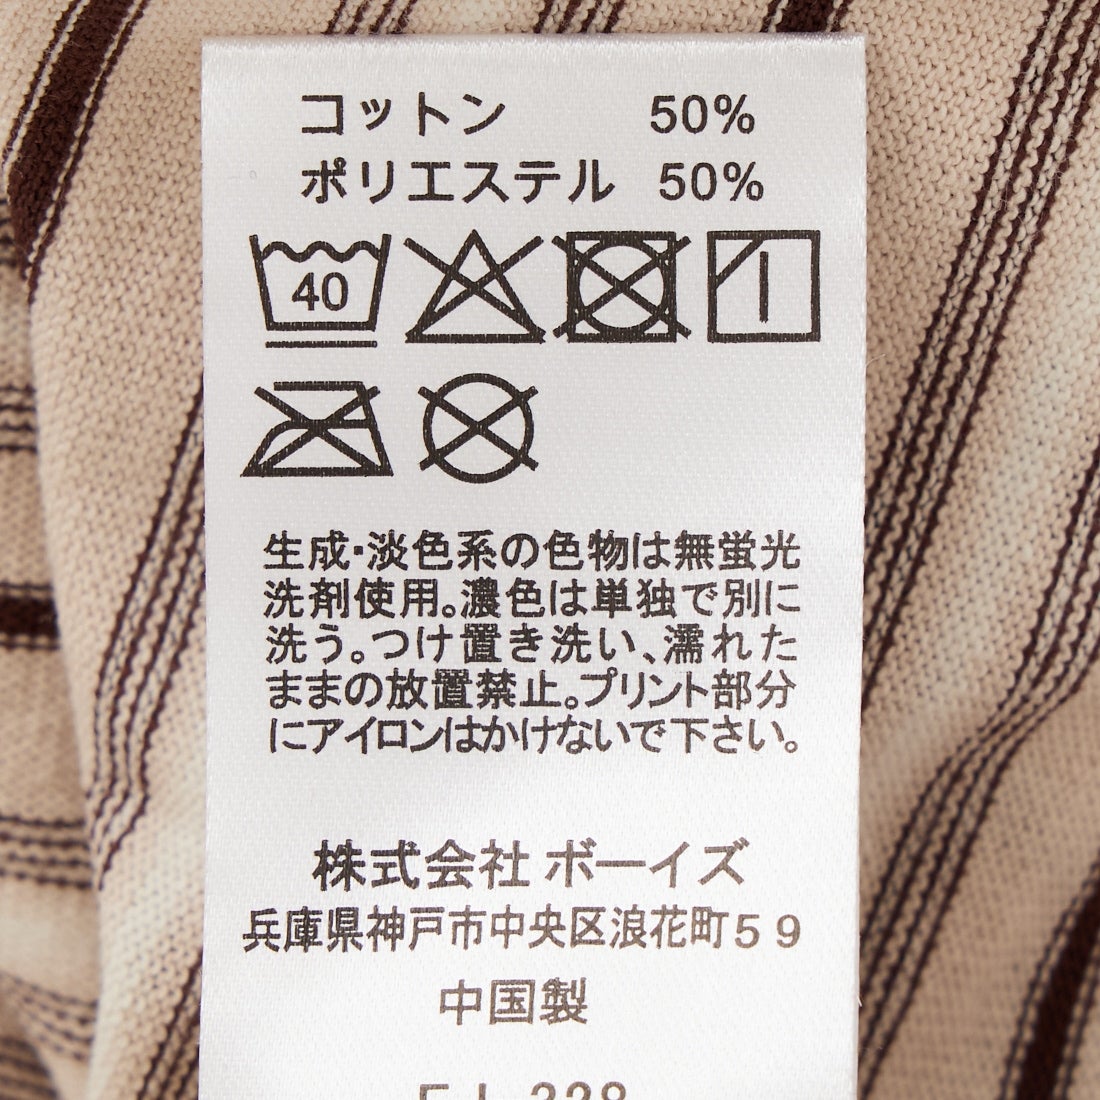 コットン 50%
ポリエステル 50%
40
生成・淡色系の色物は無蛍光
洗剤使用。濃色は単独で別に
洗う。つけ置き洗い、濡れた
ままの放置禁止。プリント部分
にアイロンはかけないで下さい。
株式会社 ボーイズ
兵庫県神戸市中央区浪花町59
中国製